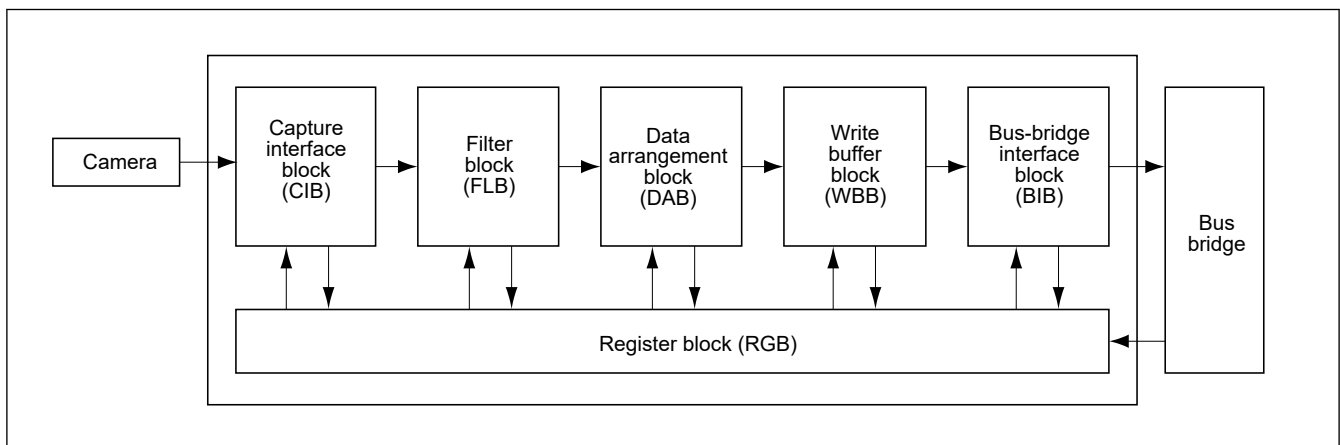 Camera
Capture
interface
block
(CIB)
Filter
block
(FLB)
Data
arrangement
block
(DAB)
Write
buffer
block
(WBB)
Bus-bridge
interface
block
(BIB)
Bus
bridge
Register block (RGB)